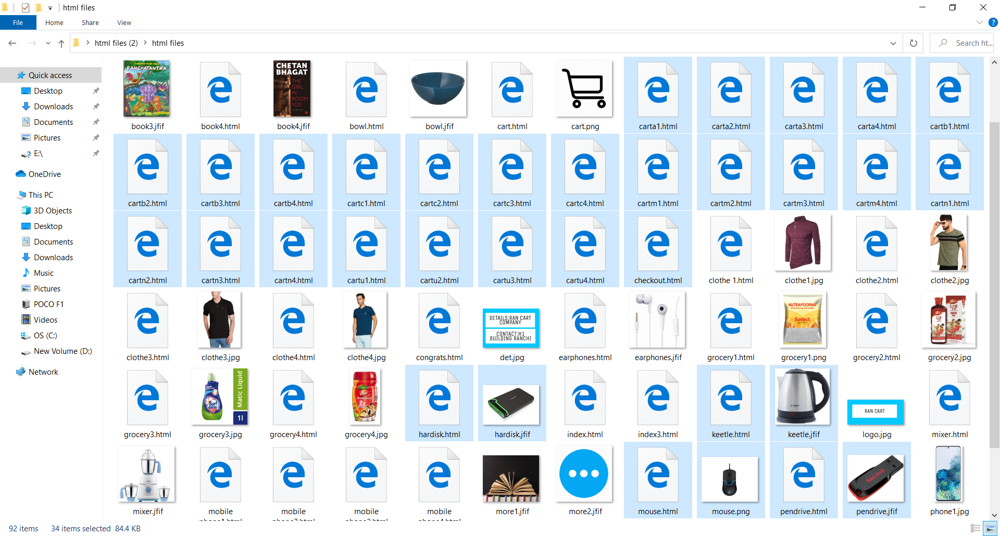 html files
File
Home
Share
View
?
html files (2)
html files
Search ht...
Quick access
Desktop
Downloads
Documents
Pictures
E:\
OneDrive
This PC
3D Objects
Desktop
Documents
Downloads
Music
Pictures
POCO F1
Videos
OS (C:)
New Volume (D:)
Network
PANCHATANTRA
CHETAN
BHAGAT
THE
GIRL
IN
ROOM
105
book3.jfif
book4.html
book4.jfif
bowl.html
bowl.jfif
cart.html
cart.png
carta1.html
carta2.html
carta3.html
carta4.html
cartb1.html
cartb2.html
cartb3.html
cartb4.html
cartc1.html
cartc2.html
cartc3.html
cartc4.html
cartm1.html
cartm2.html
cartm3.html
cartm4.html
cartn1.html
cartn2.html
cartn3.html
cartn4.html
cartu1.html
cartu2.html
cartu3.html
cartu4.html
checkout.html
clothe 1.html
clothe1.jpg
clothe2.html
clothe2.jpg
DETAILS:RAN CART
COMPANY
CONTACT:H1
BUILDING RANCHI
NUTRAPOORNA
Select
clothe3.html
clothe3.jpg
clothe4.html
clothe4.jpg
congrats.html
det.jpg
earphones.html
earphones.jfif
grocery1.html
grocery1.png
grocery2.html
grocery2.jpg
Surf
excel
Matic Liquid
1l
2x
RAN CART
grocery3.html
grocery3.jpg
grocery4.html
grocery4.jpg
hardisk.html
hardisk.jfif
index.html
index3.html
keetle.html
keetle.jfif
logo.jpg
mixer.html
SanDisk
mixer.jfif
mobile
phone1.html
mobile
phone2.html
mobile
phone3.html
mobile
phone4.html
more1.jfif
more2.jfif
mouse.html
mouse.png
pendrive.html
pendrive.jfif
phone1.jpg
92 items
34 items selected 84.4 KB